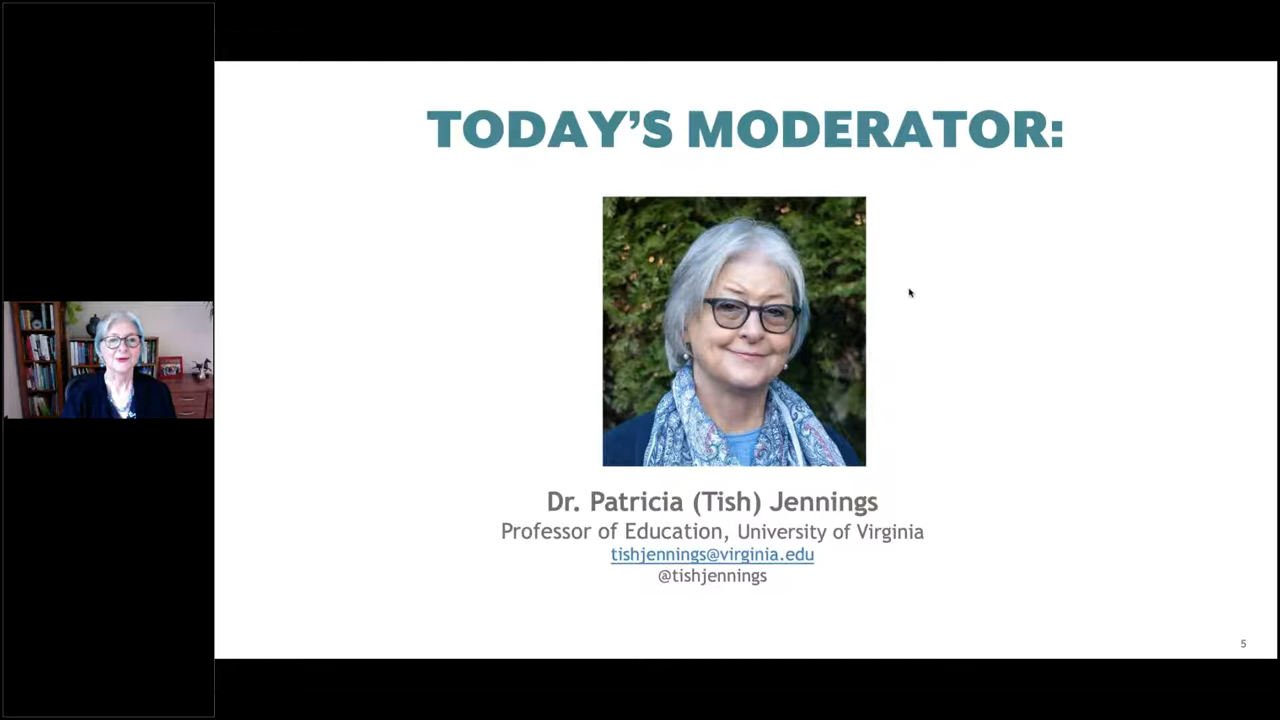 TODAY'S MODERATOR:
Dr. Patricia (Tish) Jennings
Professor of Education, University of Virginia
tishjennings@virginia.edu
@tishjennings
5